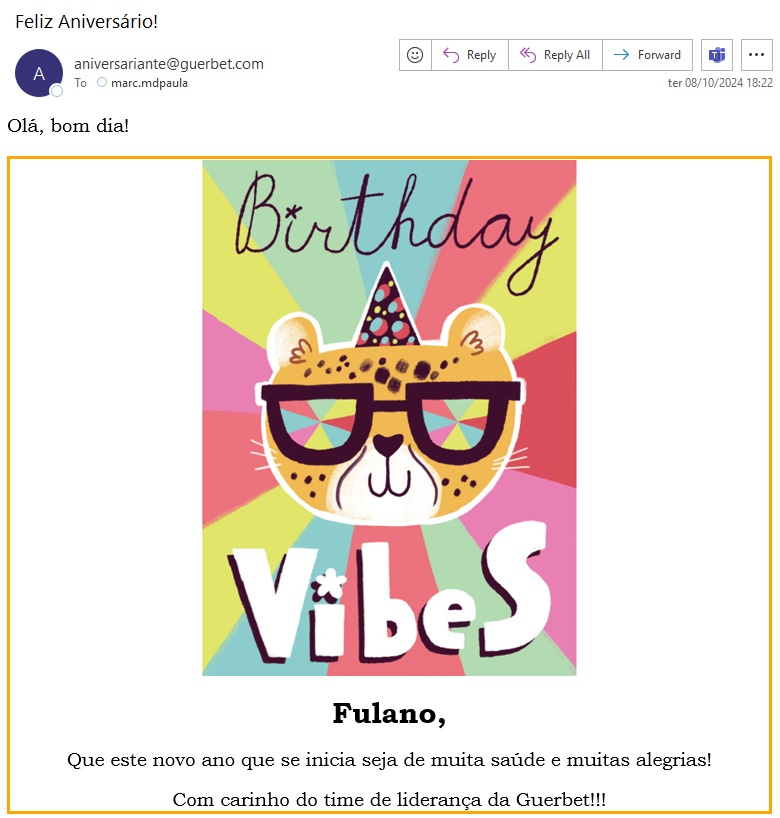 Feliz Aniversário!
A
aniversariante@guerbet.com
To marc.mdpaula
Reply
Reply All
Forward
ter 08/10/2024 18:22
Olá, bom dia!
Birthday
Vibes
Fulano,
Que este novo ano que se inicia seja de muita saúde e muitas alegrias!
Com carinho do time de liderança da Guerbet!!!